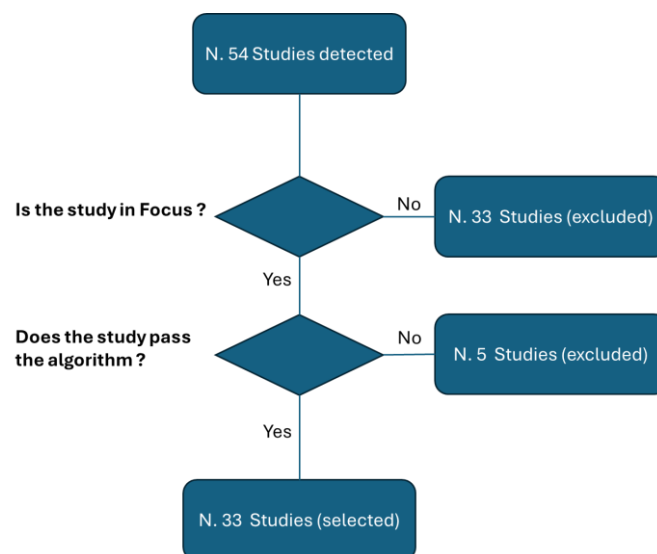 N. 54 Studies detected
Is the study in Focus ?
No
N. 33 Studies (excluded)
Yes
Does the study pass
the algorithm ?
No
N. 5 Studies (excluded)
Yes
N. 33 Studies (selected)